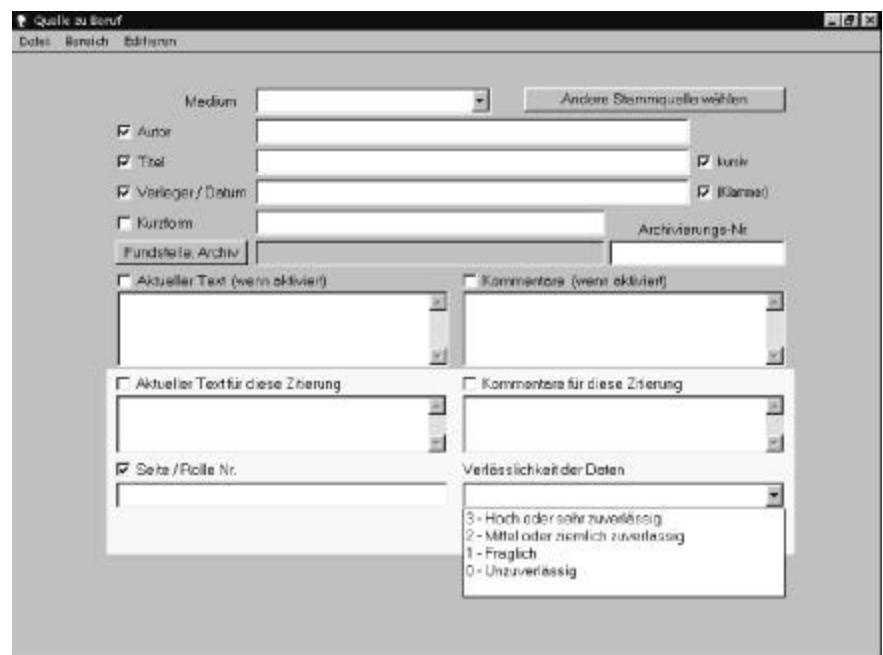 Quelle zu Beruf
Datei Bereich Editieren
Medium
Andere Stammquelle wählen
Autor
Titel
kursiv
Verleger / Datum
(Klammer)
Kurzform
Archivierungs-Nr.
Fundstelle, Archiv
Aktueller Text (wenn aktiviert)
Kommentare (wenn aktiviert)
Aktueller Text für diese Zitierung
Kommentare für diese Zitierung
Seite / Rolle Nr.
Verlässlichkeit der Daten
3 - Hoch oder sehr zuverlässig
2 - Mittel oder ziemlich zuverlässig
1 - Fraglich
0 - Unzuverlässig